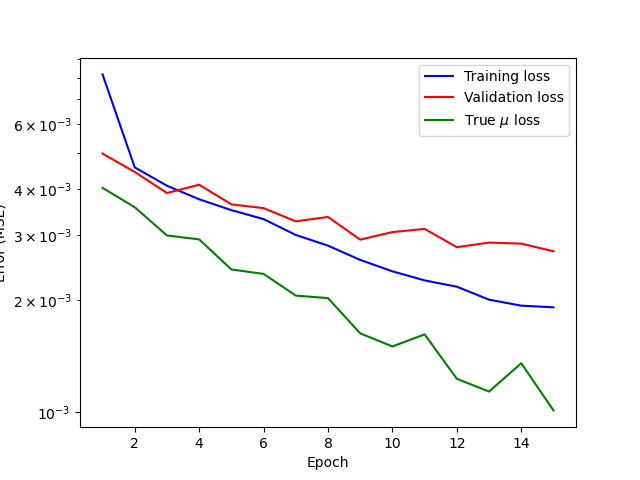 Training loss
Validation loss
True μ loss
6 × 10⁻³
4 × 10⁻³
3 × 10⁻³
2 × 10⁻³
10⁻³
Error (MSE)
2 4 6 8 10 12 14
Epoch